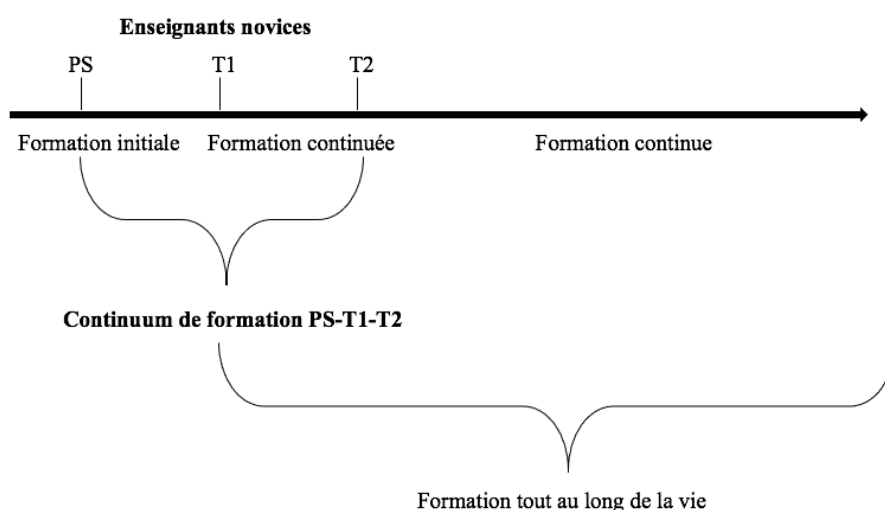 Enseignants novices
PS T1 T2
Formation initiale Formation continuée Formation continue
Continuum de formation PS-T1-T2
Formation tout au long de la vie